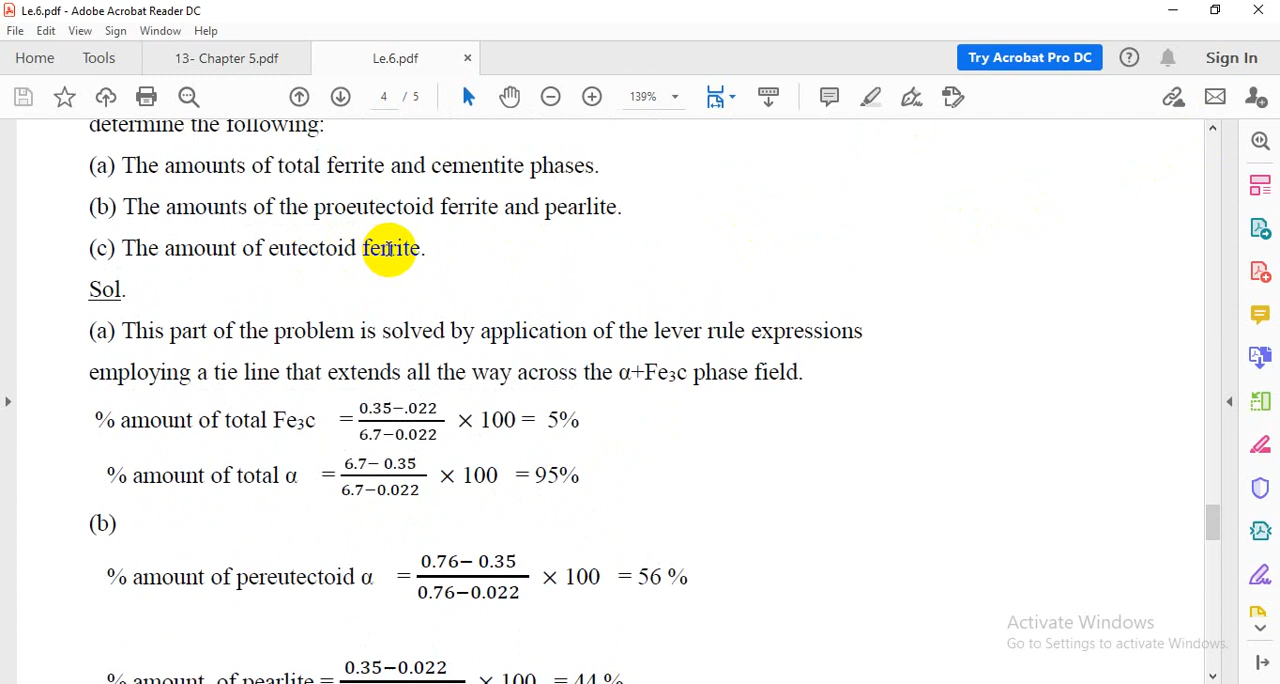 Le.6.pdf - Adobe Acrobat Reader DC
File Edit View Sign Window Help
Home Tools 13- Chapter 5.pdf Le.6.pdf × Try Acrobat Pro DC Sign In
4 / 5 139%
determine the following:
(a) The amounts of total ferrite and cementite phases.
(b) The amounts of the proeutectoid ferrite and pearlite.
(c) The amount of eutectoid ferrite.
Sol.
(a) This part of the problem is solved by application of the lever rule expressions
employing a tie line that extends all the way across the α+Fe₃c phase field.
% amount of total Fe₃c = 0.35−.022 / 6.7−0.022 × 100 = 5%
% amount of total α = 6.7− 0.35 / 6.7−0.022 × 100 = 95%
(b)
% amount of pereutectoid α = 0.76− 0.35 / 0.76−0.022 × 100 = 56 %
% amount of pearlite = 0.35−0.022 × 100 = 44 %
Activate Windows
Go to Settings to activate Windows.